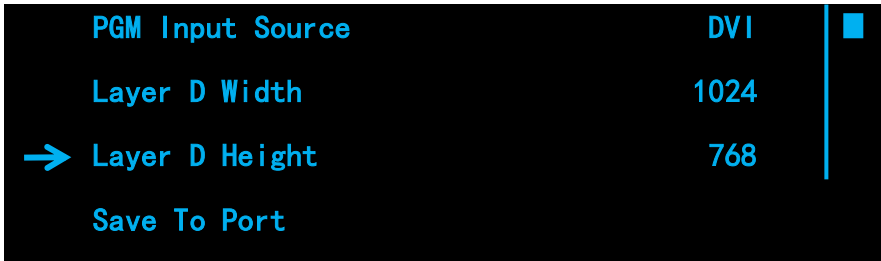 PGM Input Source DVI
Layer D Width 1024
Layer D Height 768
Save To Port